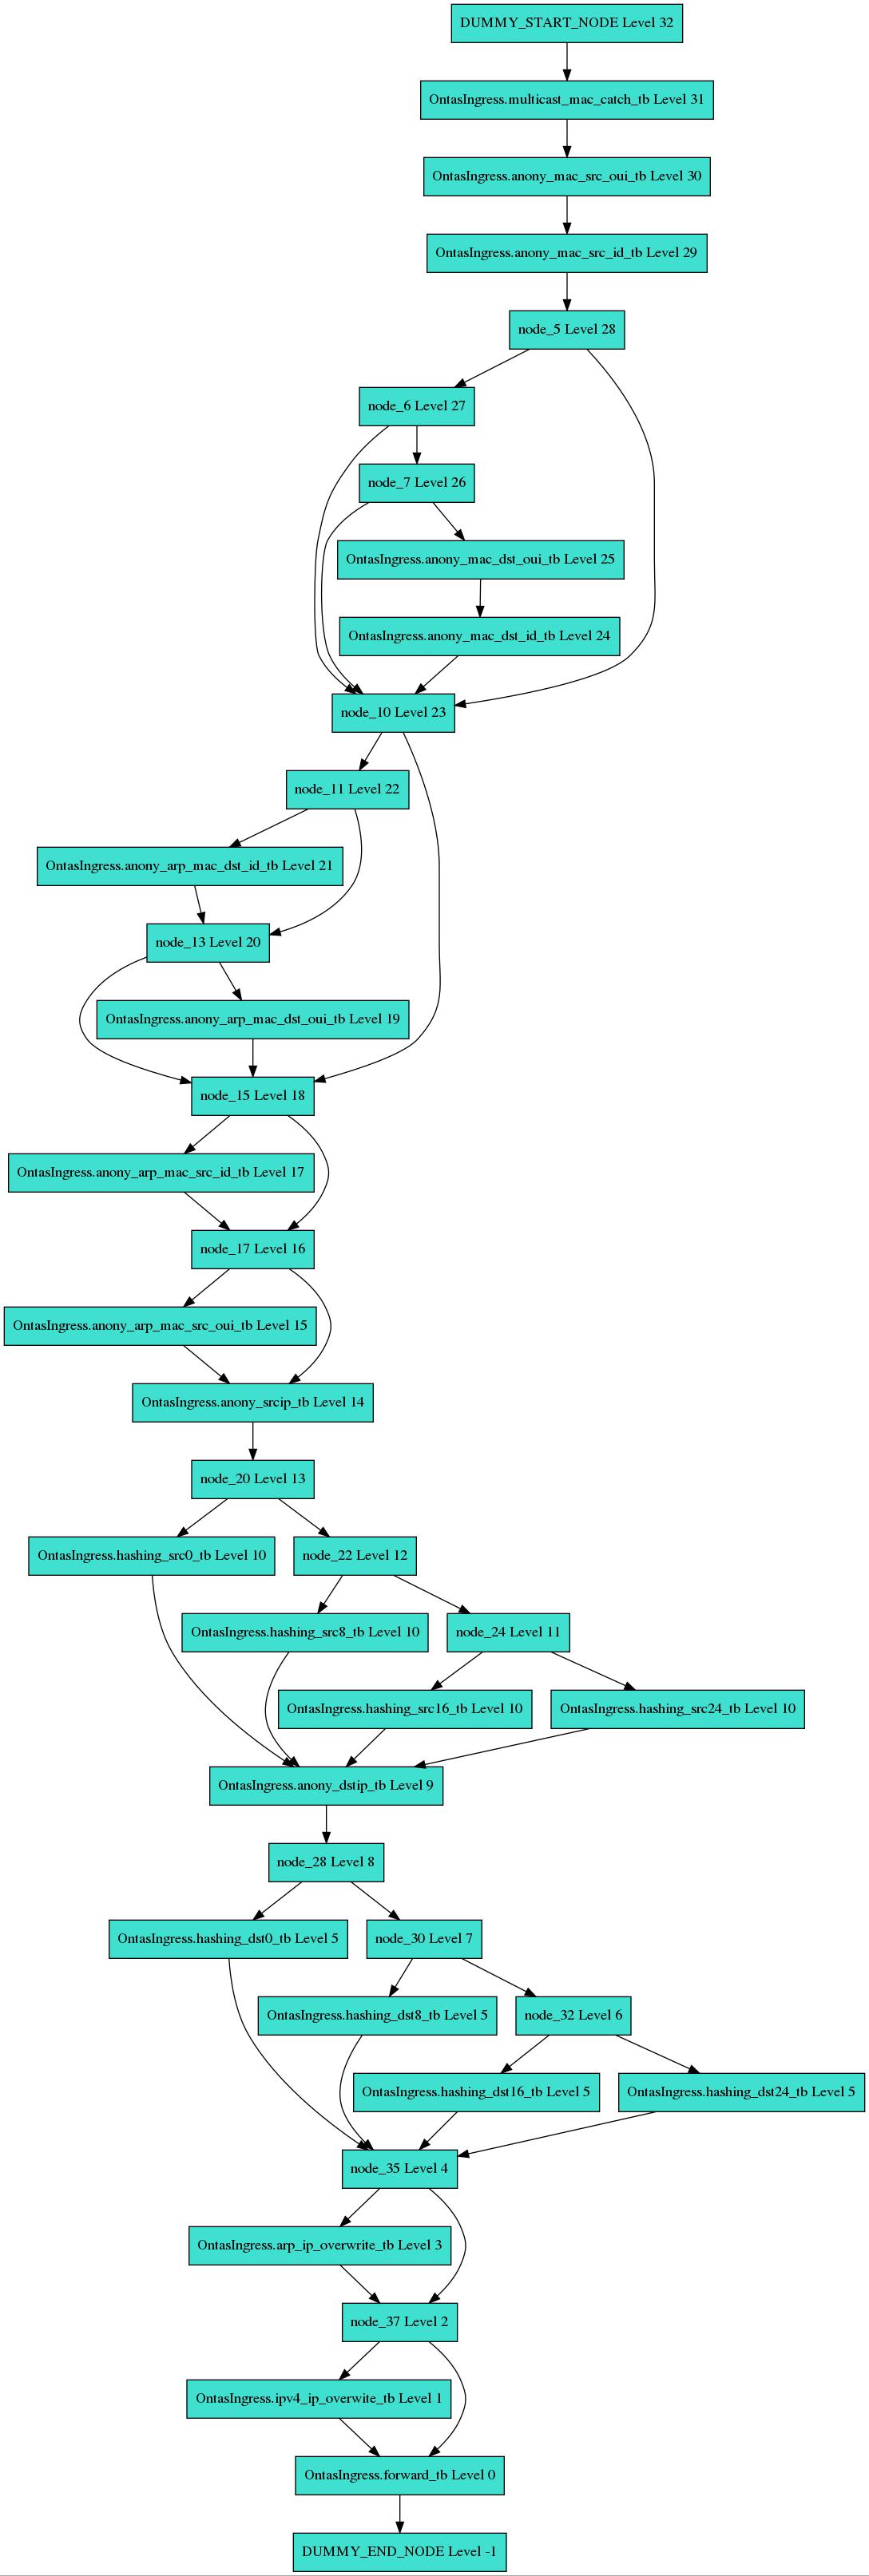 DUMMY_START_NODE Level 32
OntasIngress.multicast_mac_catch_tb Level 31
OntasIngress.anony_mac_src_oui_tb Level 30
OntasIngress.anony_mac_src_id_tb Level 29
node_5 Level 28
node_6 Level 27
node_7 Level 26
OntasIngress.anony_mac_dst_oui_tb Level 25
OntasIngress.anony_mac_dst_id_tb Level 24
node_10 Level 23
node_11 Level 22
OntasIngress.anony_arp_mac_dst_id_tb Level 21
node_13 Level 20
OntasIngress.anony_arp_mac_dst_oui_tb Level 19
node_15 Level 18
OntasIngress.anony_arp_mac_src_id_tb Level 17
node_17 Level 16
OntasIngress.anony_arp_mac_src_oui_tb Level 15
OntasIngress.anony_srcip_tb Level 14
node_20 Level 13
OntasIngress.hashing_src0_tb Level 10
node_22 Level 12
OntasIngress.hashing_src8_tb Level 10
node_24 Level 11
OntasIngress.hashing_src16_tb Level 10
OntasIngress.hashing_src24_tb Level 10
OntasIngress.anony_dstip_tb Level 9
node_28 Level 8
OntasIngress.hashing_dst0_tb Level 5
node_30 Level 7
OntasIngress.hashing_dst8_tb Level 5
node_32 Level 6
OntasIngress.hashing_dst16_tb Level 5
OntasIngress.hashing_dst24_tb Level 5
node_35 Level 4
OntasIngress.arp_ip_overwrite_tb Level 3
node_37 Level 2
OntasIngress.ipv4_ip_overwite_tb Level 1
OntasIngress.forward_tb Level 0
DUMMY_END_NODE Level -1